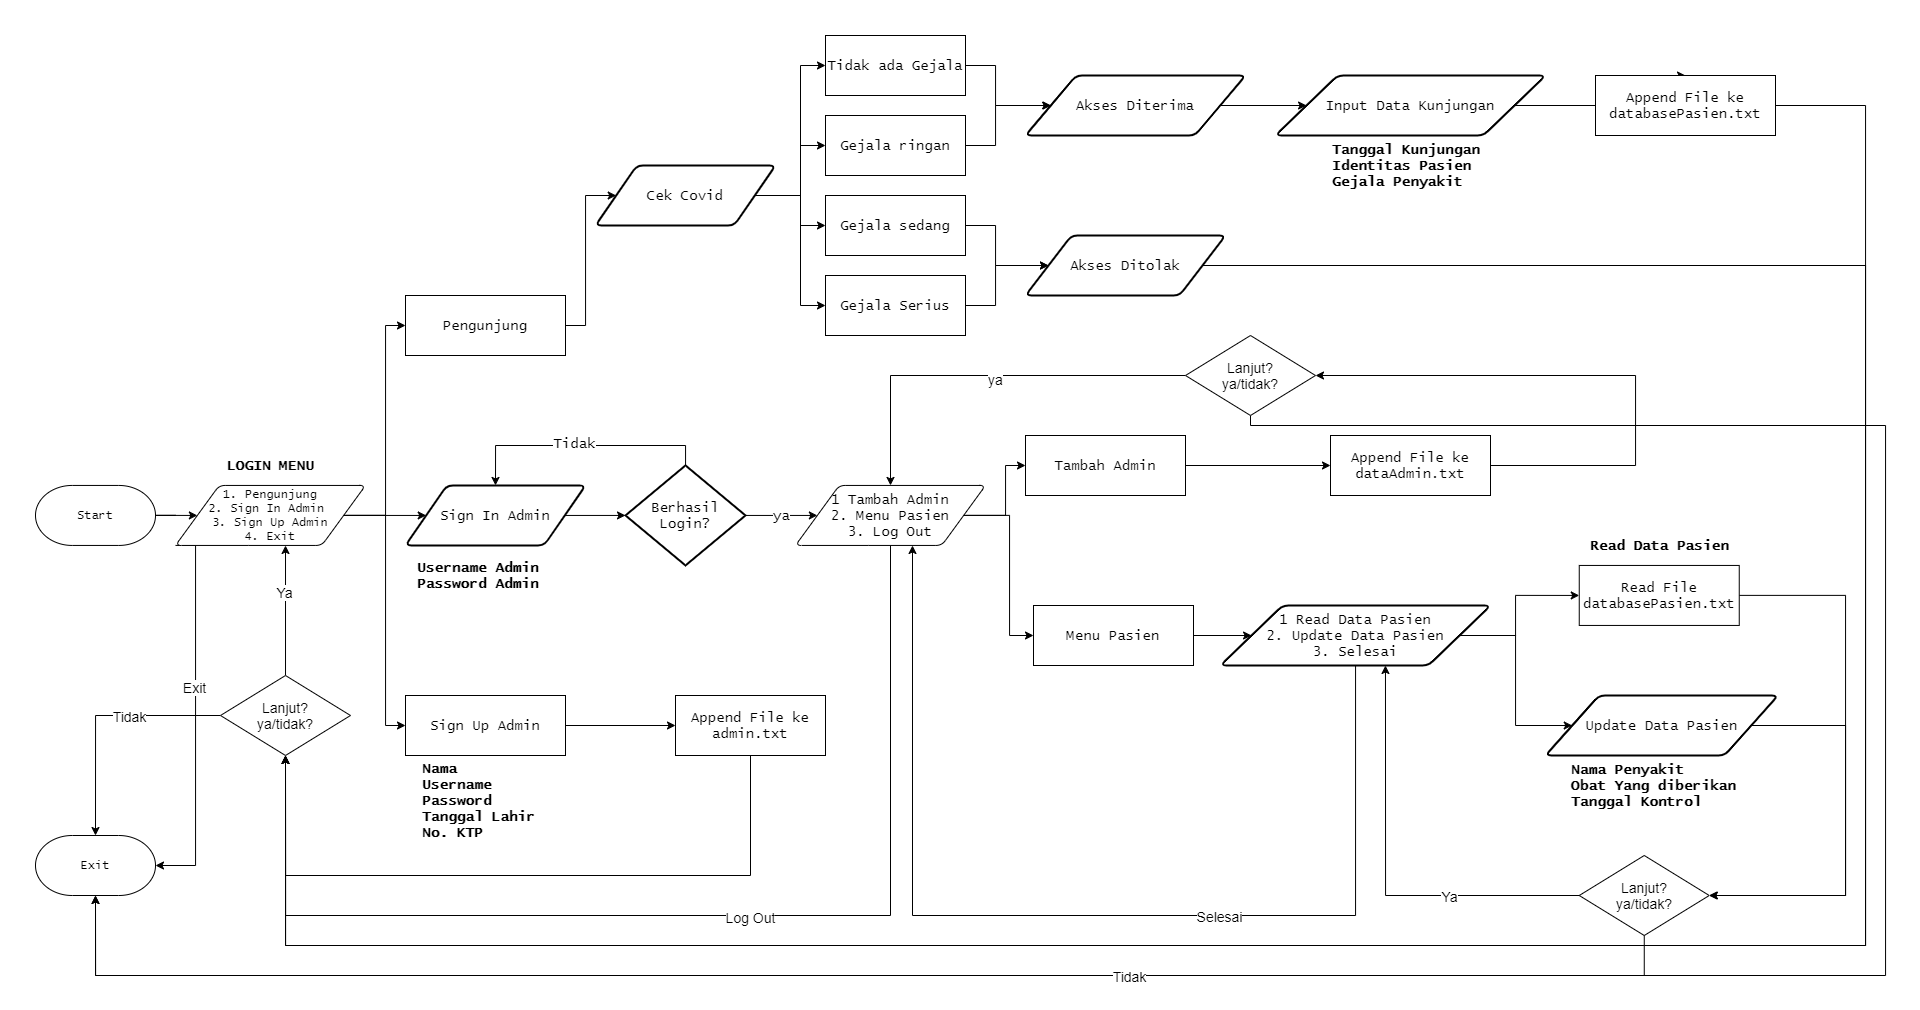 Tidak ada Gejala
Gejala ringan
Gejala sedang
Gejala Serius
Akses Diterima
Input Data Kunjungan
Tanggal Kunjungan
Identitas Pasien
Gejala Penyakit
Append File ke
databasePasien.txt
Cek Covid
Akses Ditolak
Pengunjung
Lanjut?
ya/tidak?
ya
LOGIN MENU
Start
1. Pengunjung
2. Sign In Admin
3. Sign Up Admin
4. Exit
Tidak
Sign In Admin
Username Admin
Password Admin
Berhasil
Login?
ya
1 Tambah Admin
2. Menu Pasien
3. Log Out
Tambah Admin
Append File ke
dataAdmin.txt
Menu Pasien
1 Read Data Pasien
2. Update Data Pasien
3. Selesai
Read Data Pasien
Read File
databasePasien.txt
Update Data Pasien
Nama Penyakit
Obat Yang diberikan
Tanggal Kontrol
Ya
Exit
Lanjut?
ya/tidak?
Tidak
Sign Up Admin
Nama
Username
Password
Tanggal Lahir
No. KTP
Append File ke
admin.txt
Exit
Log Out
Selesai
Ya
Lanjut?
ya/tidak?
Tidak